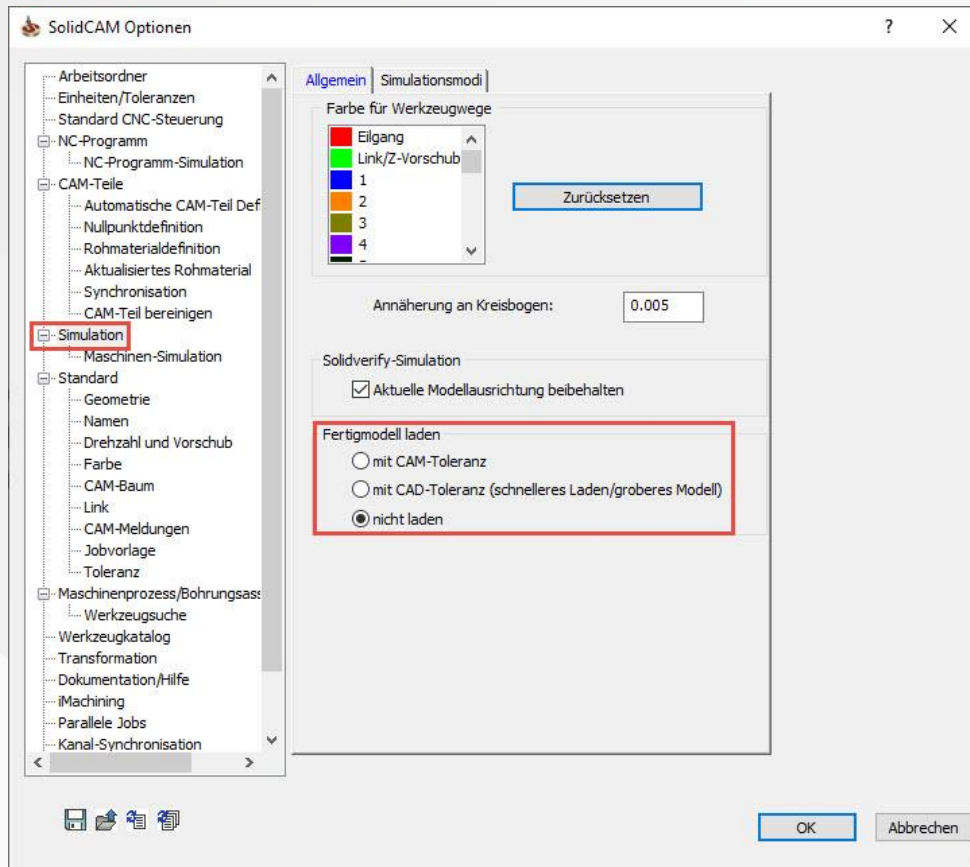 SolidCAM Optionen
?
Arbeitsordner
Einheiten/Toleranzen
Standard CNC-Steuerung
NC-Programm
NC-Programm-Simulation
CAM-Teile
Automatische CAM-Teil Def
Nullpunktdefinition
Rohmaterialdefinition
Aktualisiertes Rohmaterial
Synchronisation
CAM-Teil bereinigen
Simulation
Maschinen-Simulation
Standard
Geometrie
Namen
Drehzahl und Vorschub
Farbe
CAM-Baum
Link
CAM-Meldungen
Jobvorlage
Toleranz
Maschinenprozess/Bohrungsass
Werkzeugsuche
Werkzeugkatalog
Transformation
Dokumentation/Hilfe
iMachining
Parallele Jobs
Kanal-Synchronisation
Allgemein Simulationsmodi
Farbe für Werkzeugwege
Eilgang
Link/Z-Vorschub
1
2
3
4
Zurücksetzen
Annäherung an Kreisbogen: 0.005
Solidverify-Simulation
Aktuelle Modellausrichtung beibehalten
Fertigmodell laden
mit CAM-Toleranz
mit CAD-Toleranz (schnelleres Laden/groberes Modell)
nicht laden
OK Abbrechen